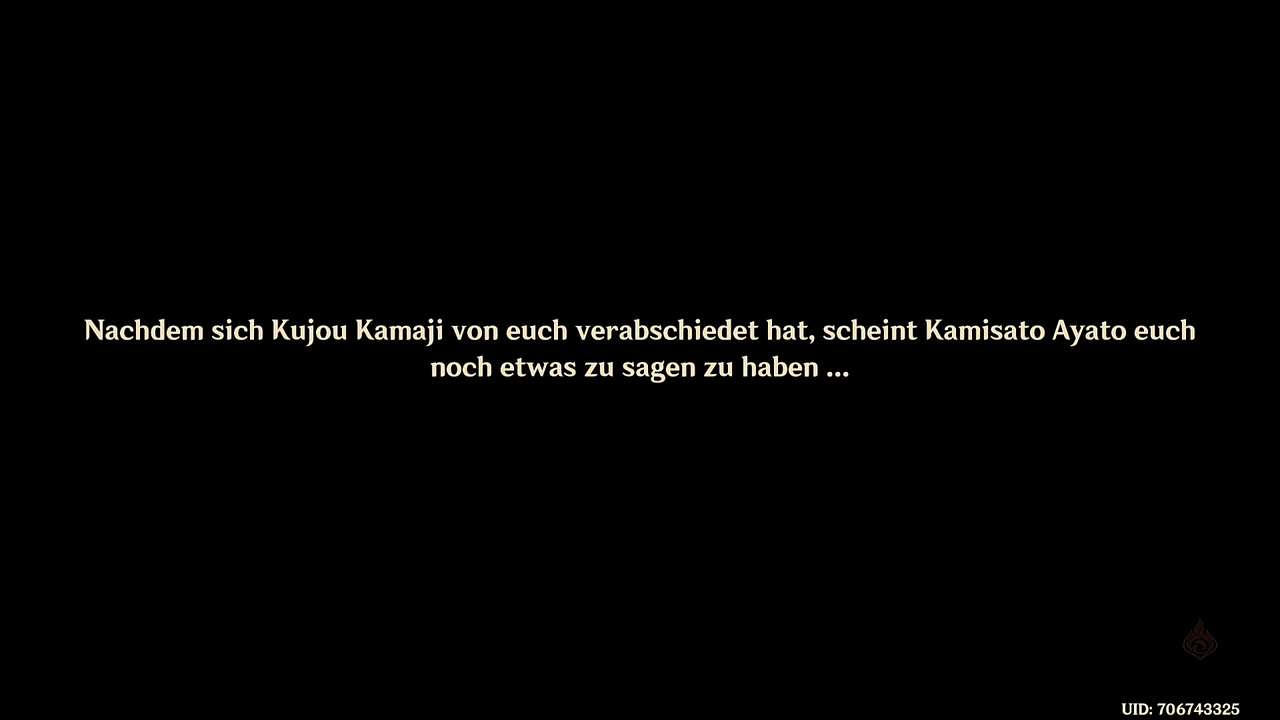 Nachdem sich Kujou Kamaji von euch verabschiedet hat, scheint Kamisato Ayato euch
noch etwas zu sagen zu haben ...
UID: 706743325